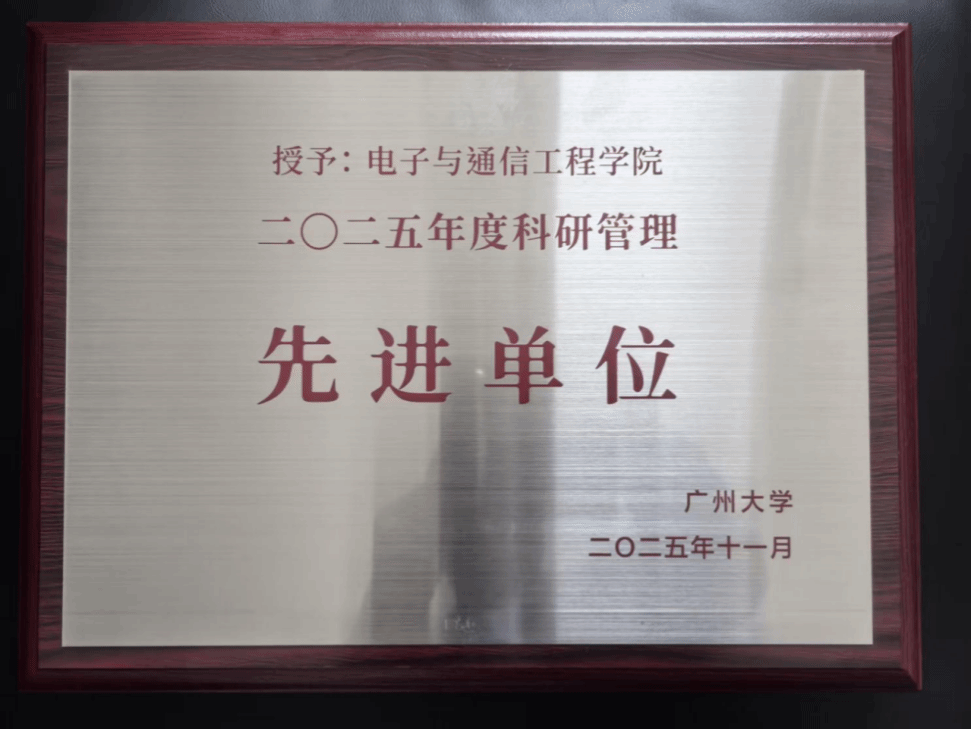 授予：电子与通信工程学院
二〇二五年度科研管理
先进单位
广州大学
二〇二五年十一月